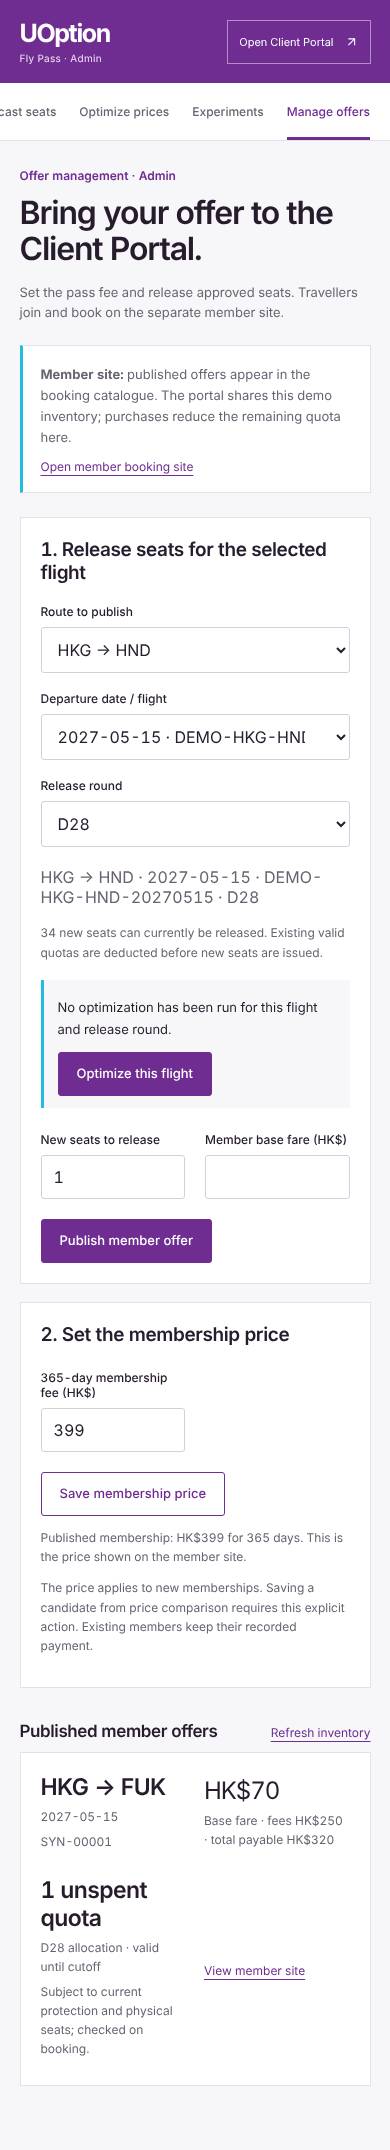 UOption
Fly Pass · Admin
Open Client Portal
cast seats
Optimize prices
Experiments
Manage offers
Offer management · Admin
Bring your offer to the
Client Portal.
Set the pass fee and release approved seats. Travellers
join and book on the separate member site.
Member site: published offers appear in the
booking catalogue. The portal shares this demo
inventory; purchases reduce the remaining quota
here.
Open member booking site
1. Release seats for the selected
flight
Route to publish
HKG → HND
Departure date / flight
2027-05-15 · DEMO-HKG-HND
Release round
D28
HKG → HND · 2027-05-15 · DEMO-
HKG-HND-20270515 · D28
34 new seats can currently be released. Existing valid
quotas are deducted before new seats are issued.
No optimization has been run for this flight
and release round.
Optimize this flight
New seats to release
Member base fare (HK$)
1
Publish member offer
2. Set the membership price
365-day membership
fee (HK$)
399
Save membership price
Published membership: HK$399 for 365 days. This is
the price shown on the member site.
The price applies to new memberships. Saving a
candidate from price comparison requires this explicit
action. Existing members keep their recorded
payment.
Published member offers
Refresh inventory
HKG → FUK
2027-05-15
SYN-00001
HK$70
Base fare · fees HK$250
· total payable HK$320
1 unspent
quota
D28 allocation · valid
until cutoff
Subject to current
protection and physical
seats; checked on
booking.
View member site